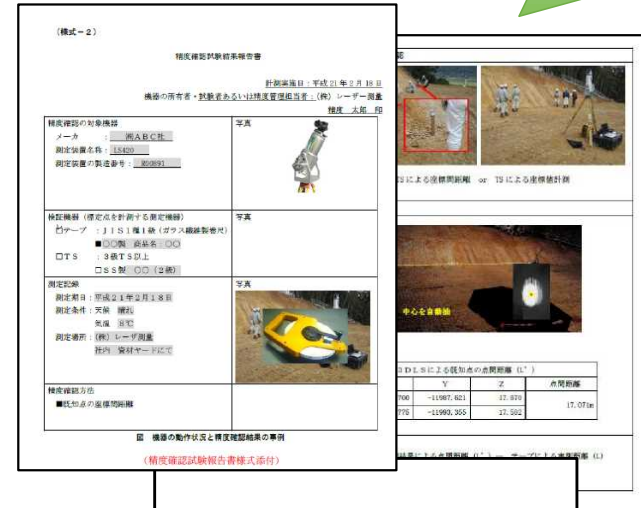 (様式－2)
精度確認試験結果報告書
計測実施日：平成21年2月18日
機器の所有者・試験者あるいは精度管理担当者：(株) レーザー測量
精度 太郎 印
精度確認の対象機器
メーカ ： ㈱ABC社
測定装置名称：LS420
測定装置の製造番号：R00891
写真
検証機器（標定点を計測する測定機器）
☑テープ ：JIS1種1級（ガラス繊維製巻尺）
■○○製 商品名：○○
□TS ：3級TS以上
□SS製 ○○（2級）
写真
測定記録
測定期日：平成21年2月18日
測定条件：天候 晴れ
気温 8℃
測定場所：(株) レーザ測量
社内 資材ヤードにて
写真
精度確認方法
■既知点の座標間距離
図 機器の動作状況と精度確認結果の事例
(精度確認試験報告書様式添付)
TSによる座標間距離 or TSによる座標値計測
中心を自動抽
3DLSによる既知点の点間距離 (L')
Y Z 点間距離
700 -11987.621 17.870 17.071m
775 -11993.355 17.502